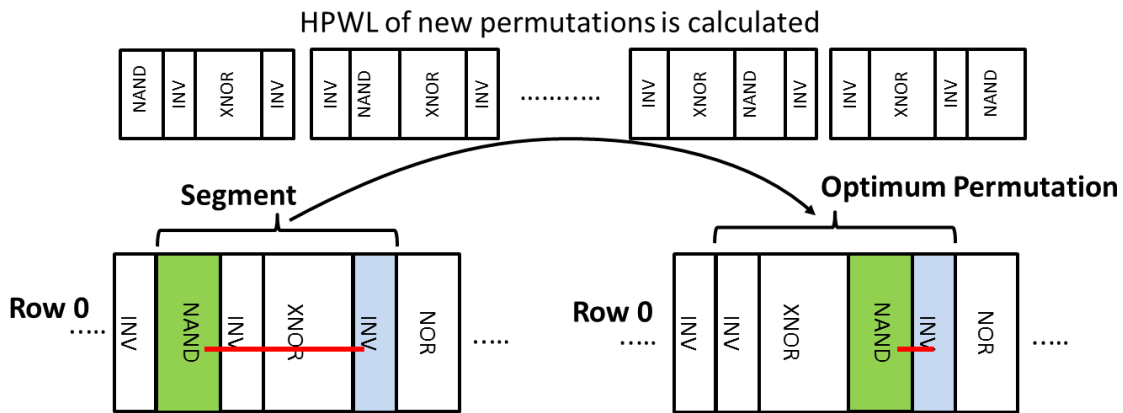 HPWL of new permutations is calculated
NAND INV XNOR INV
INV NAND XNOR INV
...........
INV XNOR NAND INV
INV XNOR INV NAND
Segment
Optimum Permutation
Row 0
.....
INV NAND INV XNOR INV NOR
.....
Row 0
.....
INV INV XNOR NAND INV NOR
.....